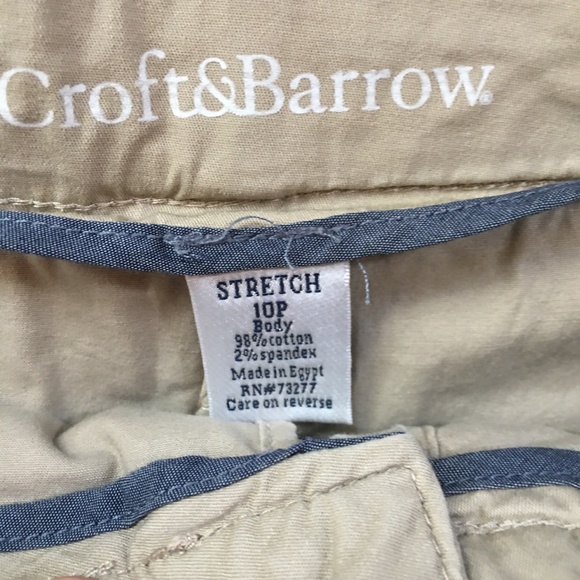 Croft&Barrow®
STRETCH
10P
Body
98% cotton
2% spandex
Made in Egypt
RN#73277
Care on reverse